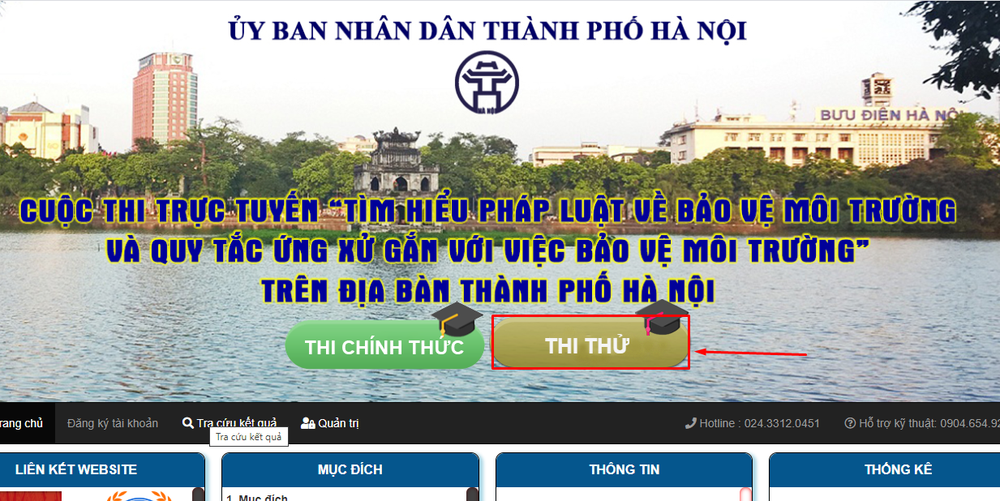 ỦY BAN NHÂN DÂN THÀNH PHỐ HÀ NỘI
HÀ NỘI
BƯU ĐIỆN HÀ NỘI
CUỘC THI TRỰC TUYẾN “TÌM HIỂU PHÁP LUẬT VỀ BẢO VỆ MÔI TRƯỜNG
VÀ QUY TẮC ỨNG XỬ GẮN VỚI VIỆC BẢO VỆ MÔI TRƯỜNG”
TRÊN ĐỊA BÀN THÀNH PHỐ HÀ NỘI
THI CHÍNH THỨC THI THỬ
rang chủ Đăng ký tài khoản Tra cứu kết quả Quản trị Hotline : 024.3312.0451 Hỗ trợ kỹ thuật: 0904.654.92
Tra cứu kết quả
LIÊN KẾT WEBSITE MỤC ĐÍCH THÔNG TIN THỐNG KÊ
1. Mục đích